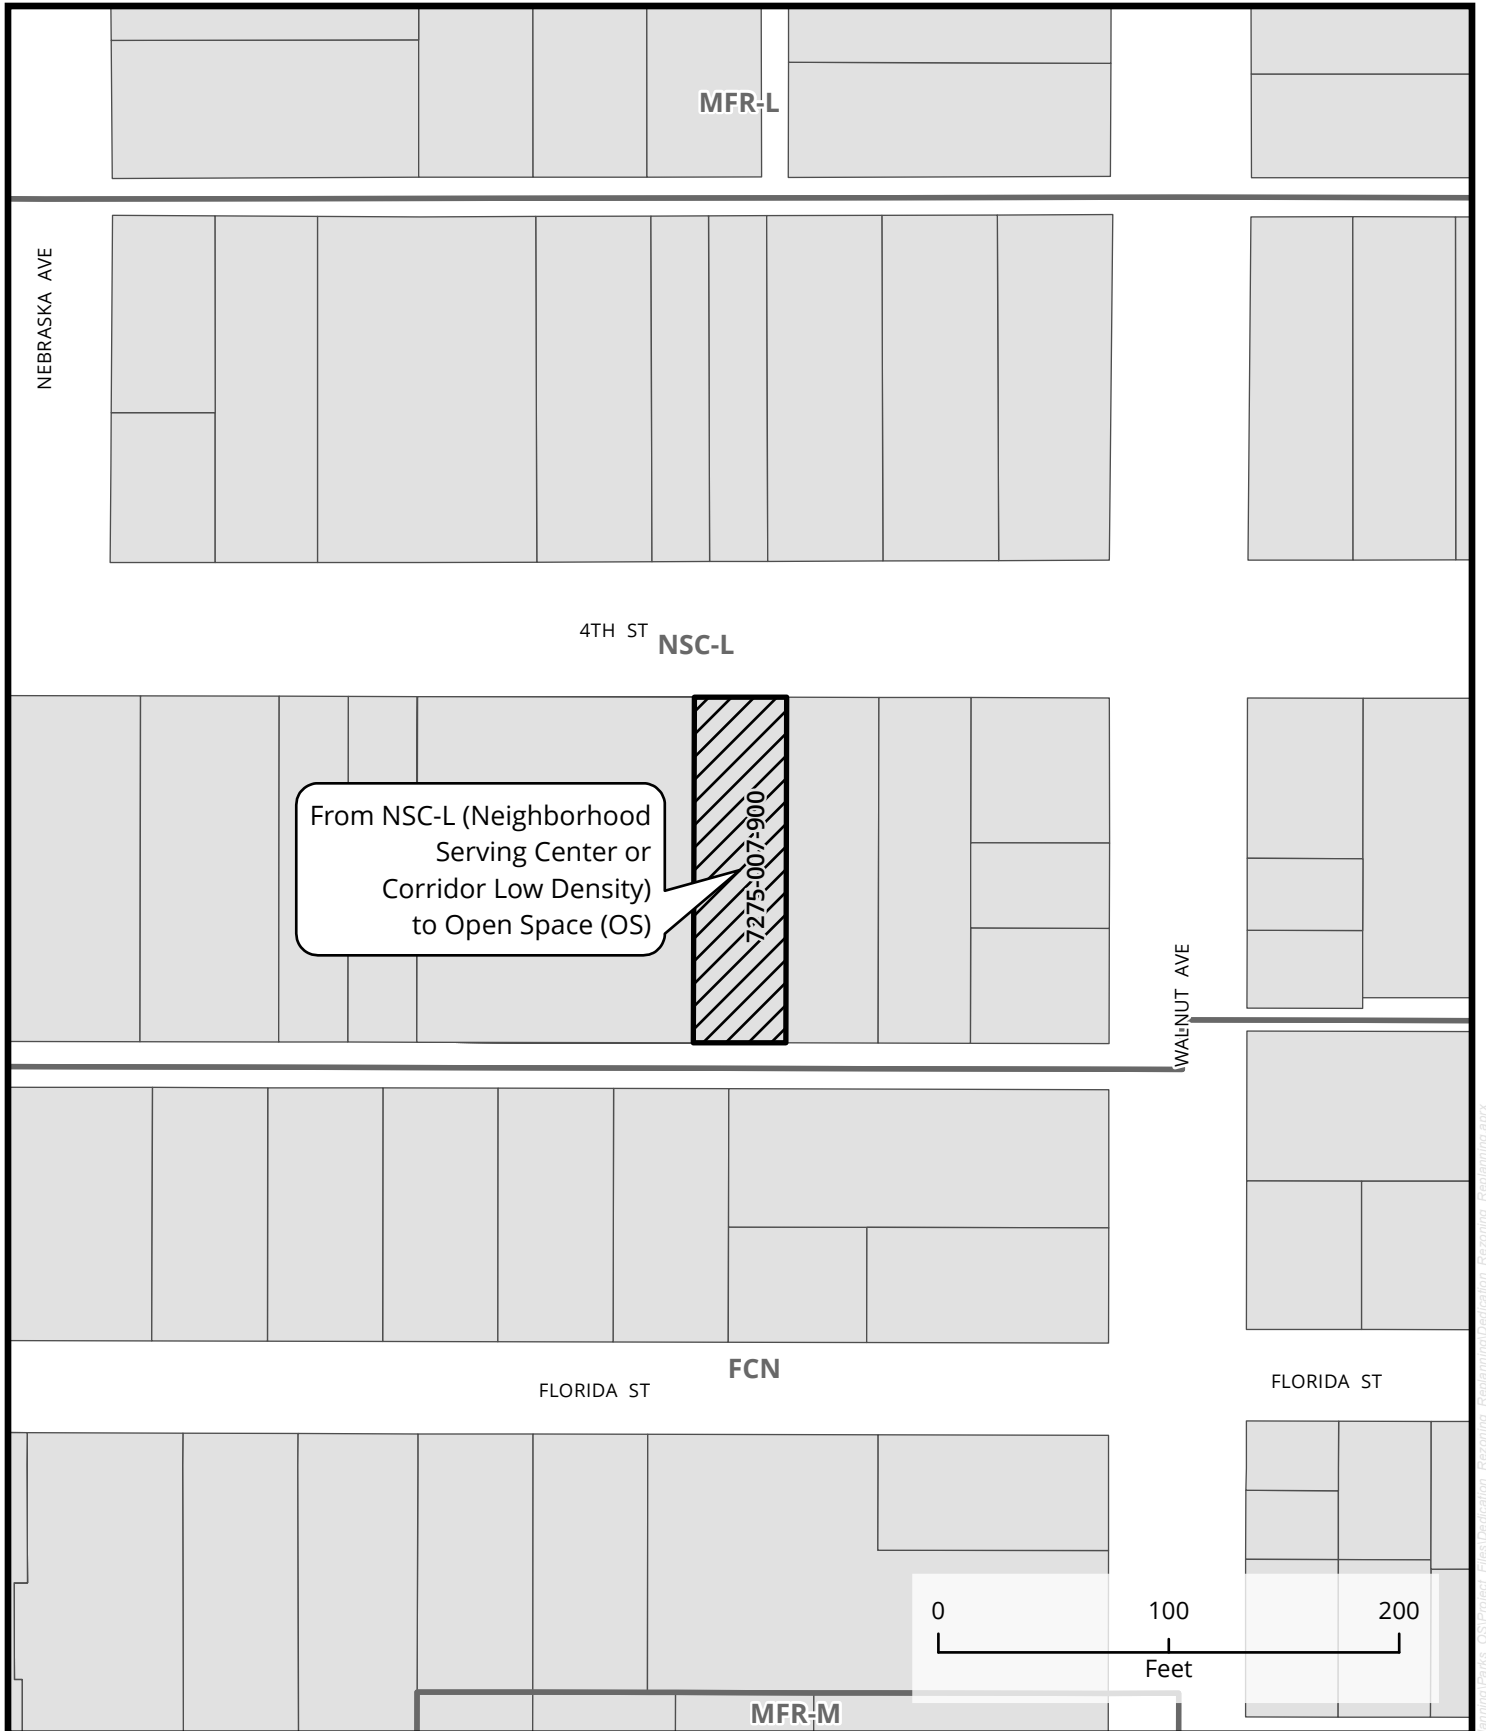 MFR-L
NEBRASKA AVE
4TH ST
NSC-L
From NSC-L (Neighborhood
Serving Center or
Corridor Low Density)
to Open Space (OS)
7275-007-900
WALNUT AVE
FCN
FLORIDA ST
FLORIDA ST
0 100 200
Feet
MFR-M